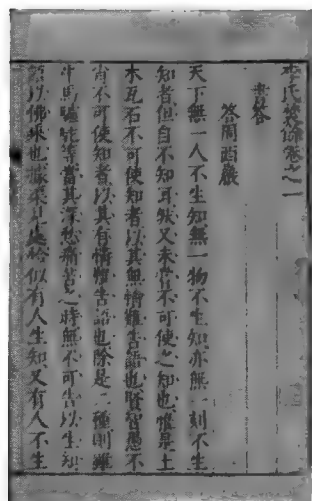 李氏焚書卷之一
書答
答周西巖
天下無一人不生知無一物不生知亦無一刻不生
知者但自不知耳然又未嘗不可使之知也惟是土
木瓦石不可使知者以其無情難告語也賢智愚不
肖不可使知者以其有情難告語也除是二種則雖
牛馬驢駝等當其深愁痛苦之時無不可告以生知
語以佛乘也據渠見處恰似有人生知又有人不生